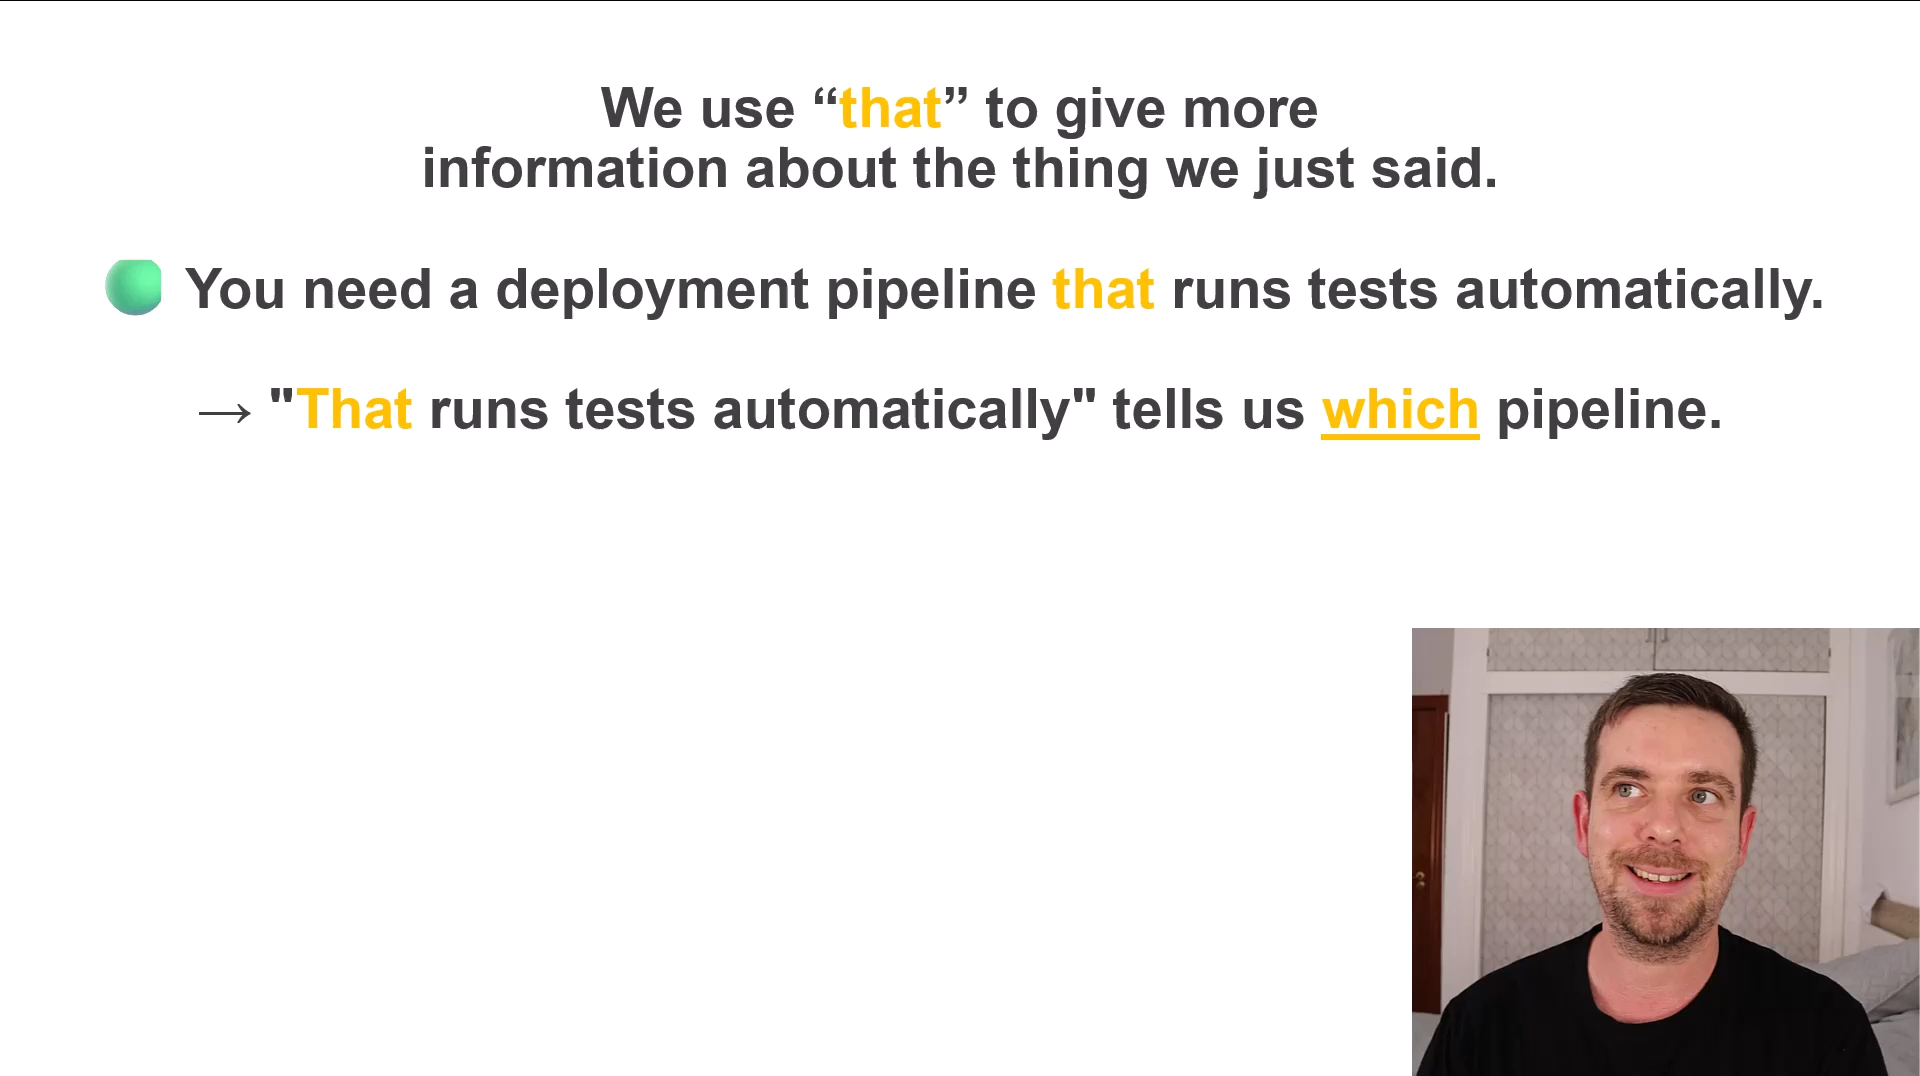 We use “that” to give more
information about the thing we just said.
You need a deployment pipeline that runs tests automatically.
→ "That runs tests automatically" tells us which pipeline.